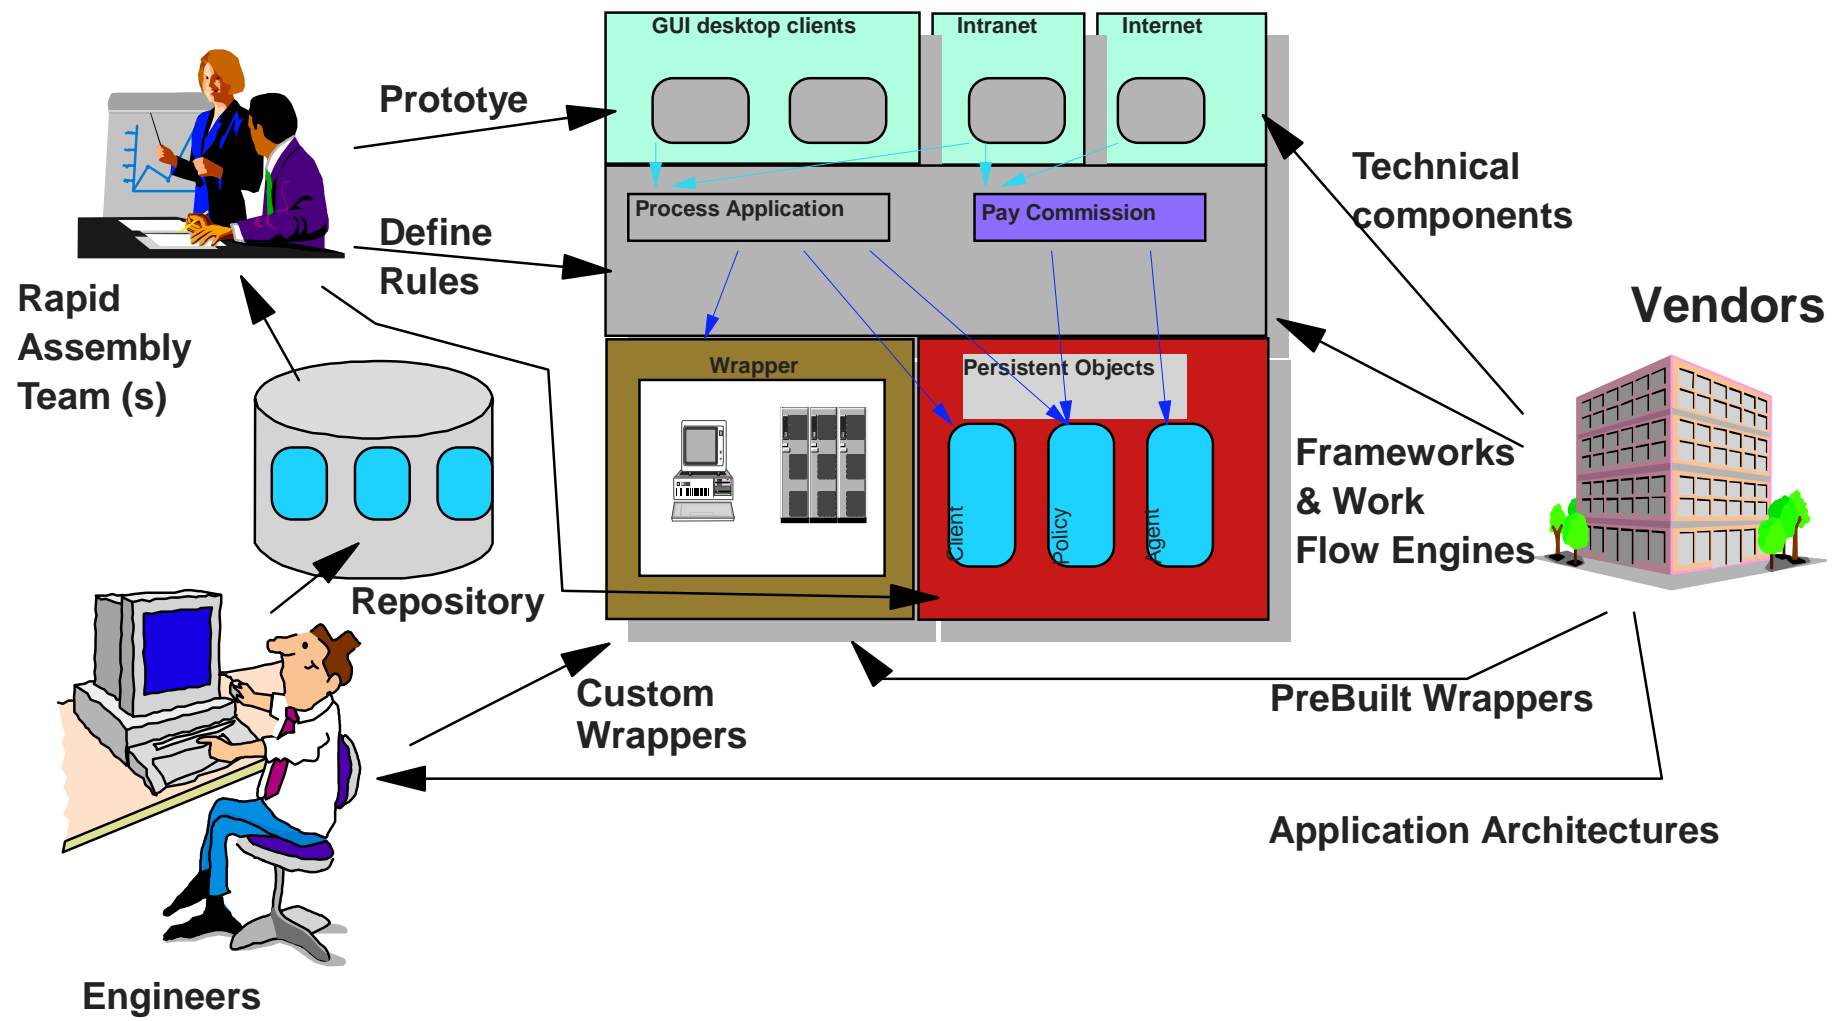 GUI desktop clients
Intranet
Internet
Prototye
Technical
components
Process Application
Pay Commission
Define
Rules
Rapid
Assembly
Team (s)
Vendors
Wrapper
Persistent Objects
Client
Policy
Agent
Frameworks
& Work
Flow Engines
Repository
Custom
Wrappers
PreBuilt Wrappers
Application Architectures
Engineers